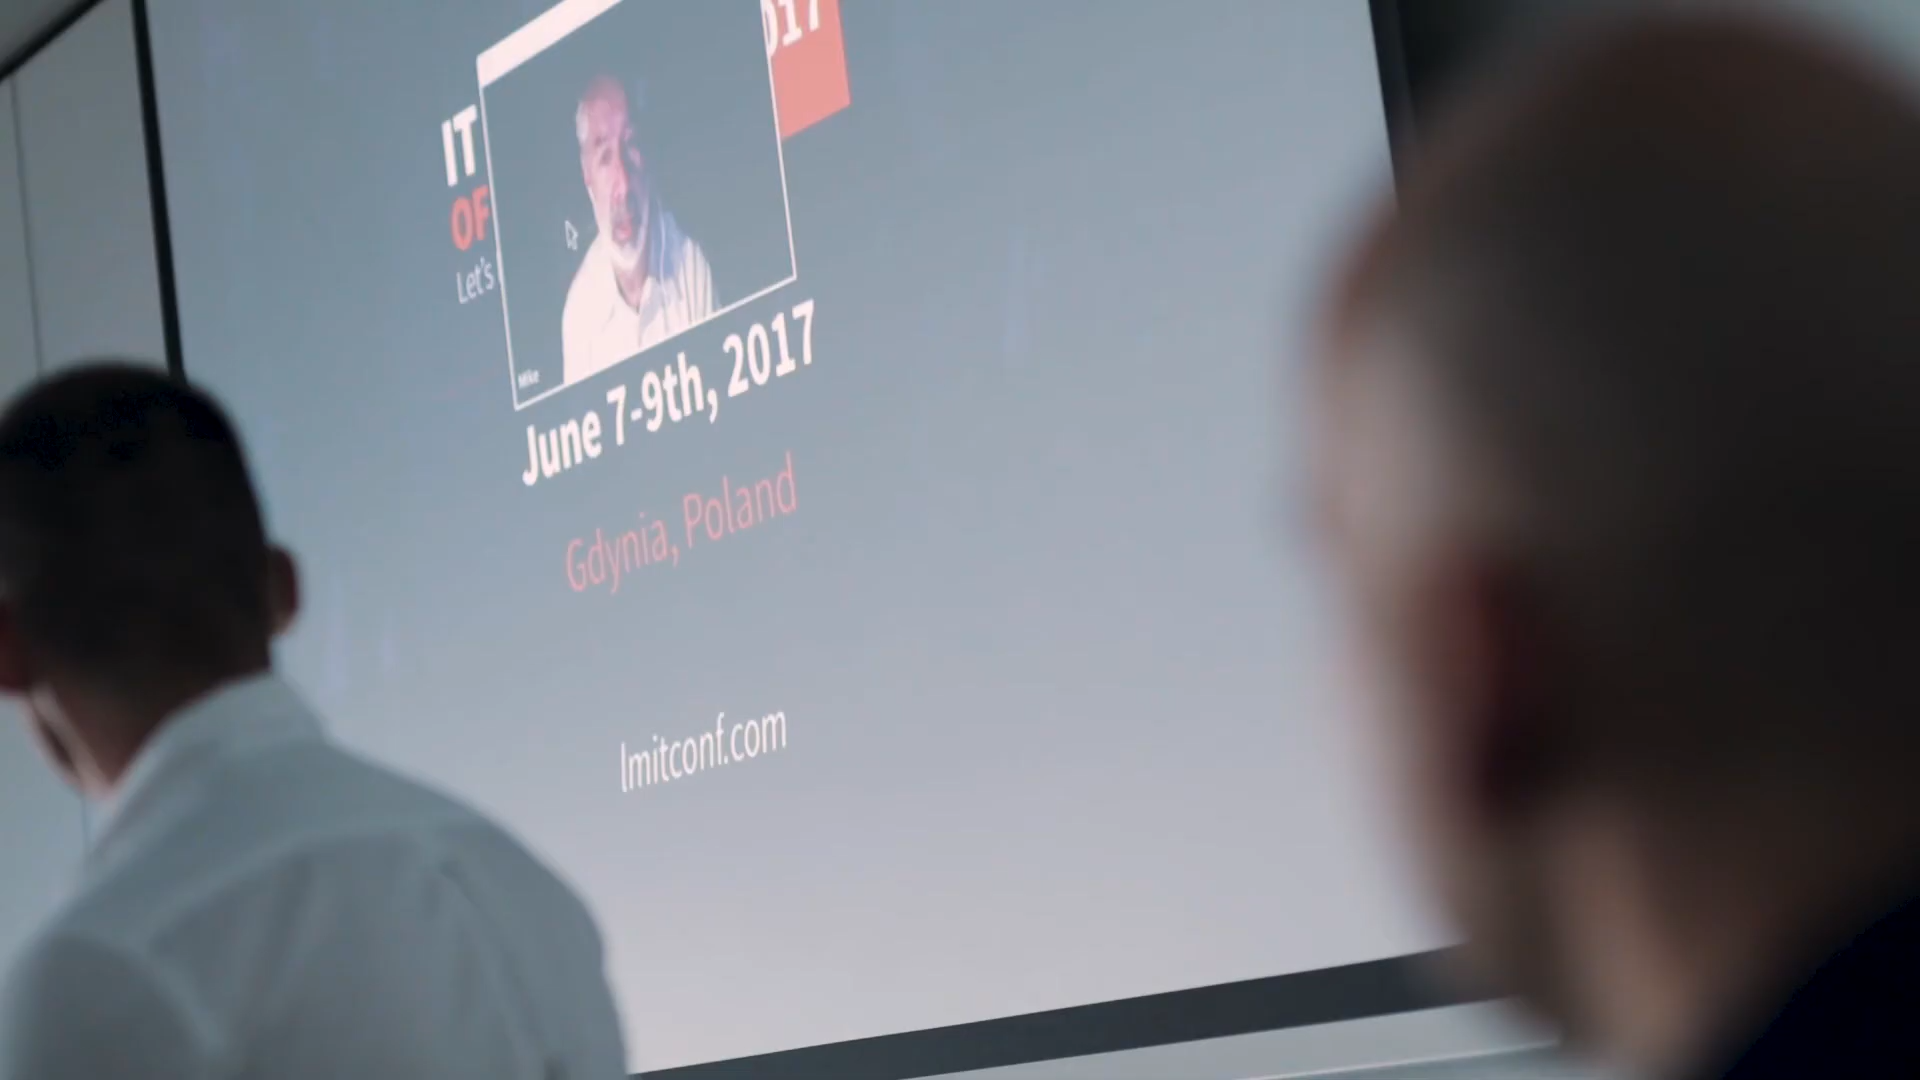 IT
OF
017
Let's
Mike
June 7-9th, 2017
Gdynia, Poland
lmitconf.com